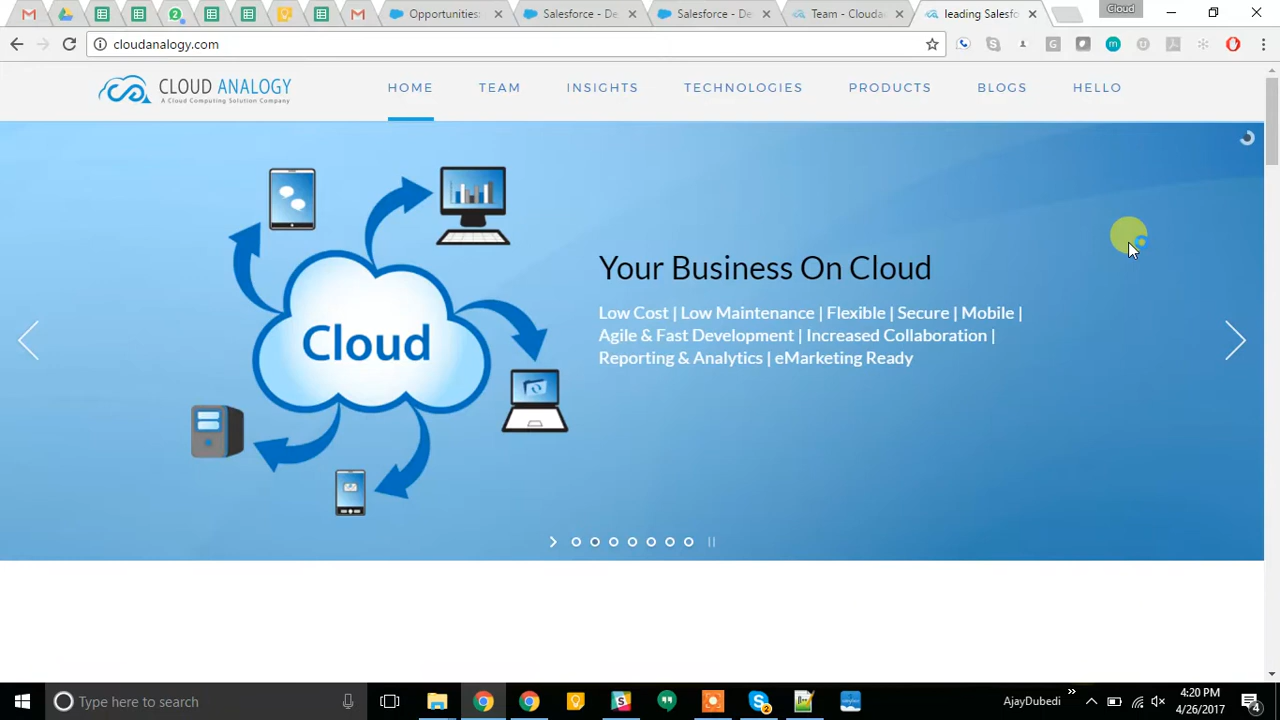 2
Opportunities:
Salesforce - De
Salesforce - De
Team - Clouda
leading Salesfo
Cloud
cloudanalogy.com
CLOUD ANALOGY
A Cloud Computing Solution Company
HOME
TEAM
INSIGHTS
TECHNOLOGIES
PRODUCTS
BLOGS
HELLO
Cloud
Your Business On Cloud
Low Cost | Low Maintenance | Flexible | Secure | Mobile |
Agile & Fast Development | Increased Collaboration |
Reporting & Analytics | eMarketing Ready
Type here to search
2
AjayDubedi
4:20 PM
4/26/2017
4